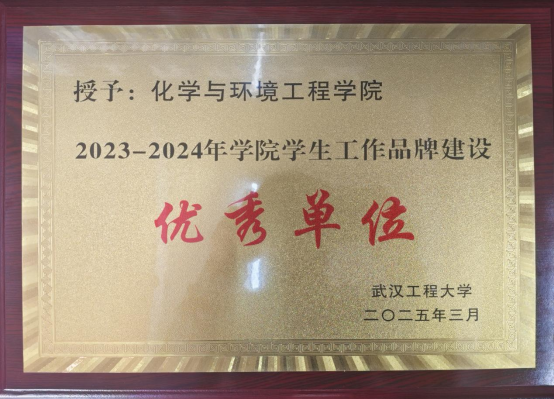 授予：化学与环境工程学院
2023-2024年学院学生工作品牌建设
优秀单位
武汉工程大学
二〇二五年三月